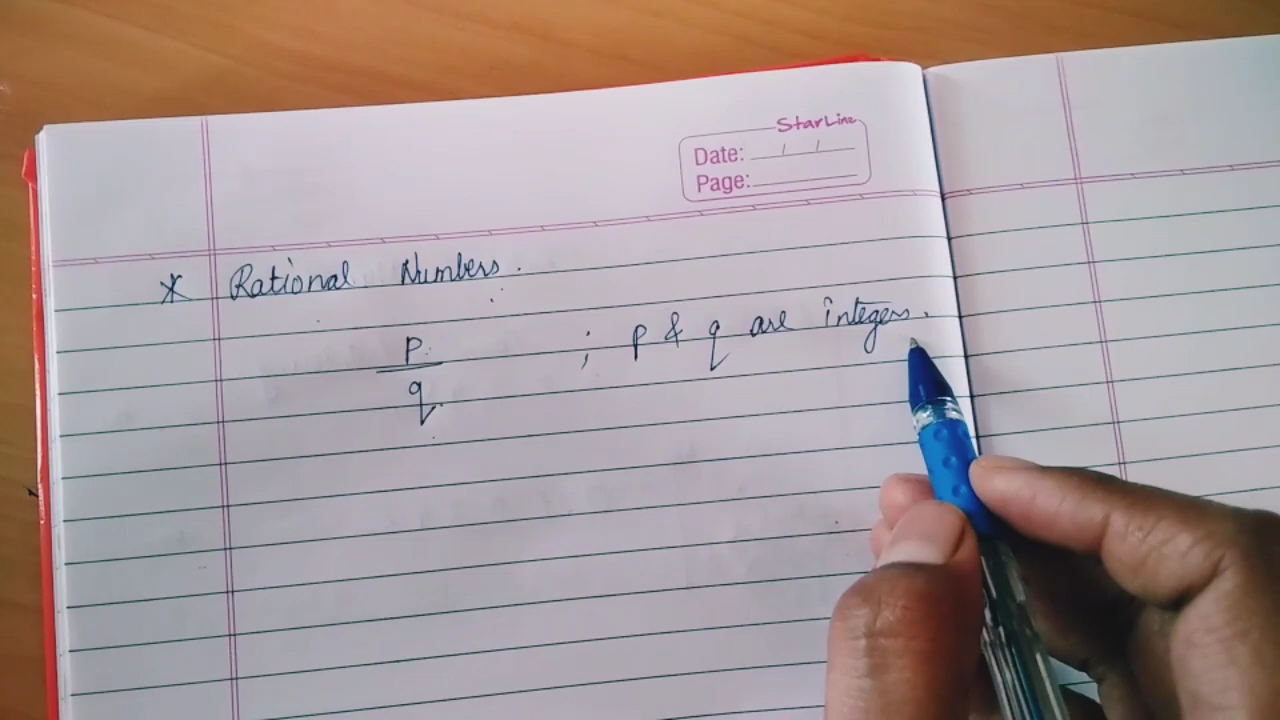 StarLine
Date: / /
Page:
* Rational Numbers.
p
q
; p & q are integers.